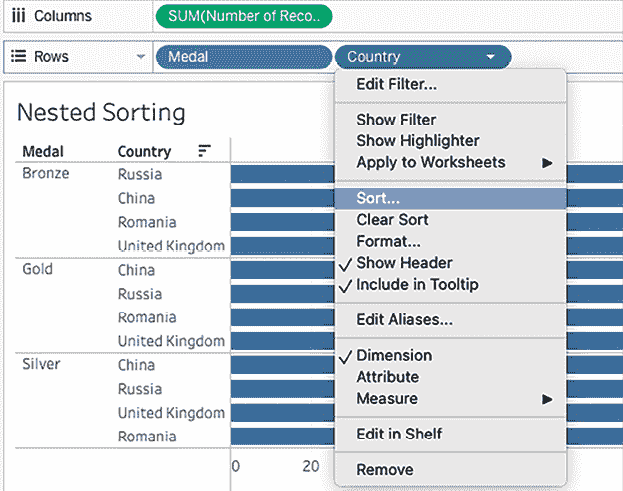 Columns SUM(Number of Reco..
Rows Medal Country
Edit Filter...
Nested Sorting
Show Filter
Show Highlighter
Apply to Worksheets
Medal Country
Bronze Russia
Sort...
China
Clear Sort
Romania
Format...
United Kingdom
Show Header
Gold China
Include in Tooltip
Russia
Romania
Edit Aliases...
United Kingdom
Silver China
Dimension
Russia
Attribute
United Kingdom
Measure
Romania
Edit in Shelf
0 20
Remove